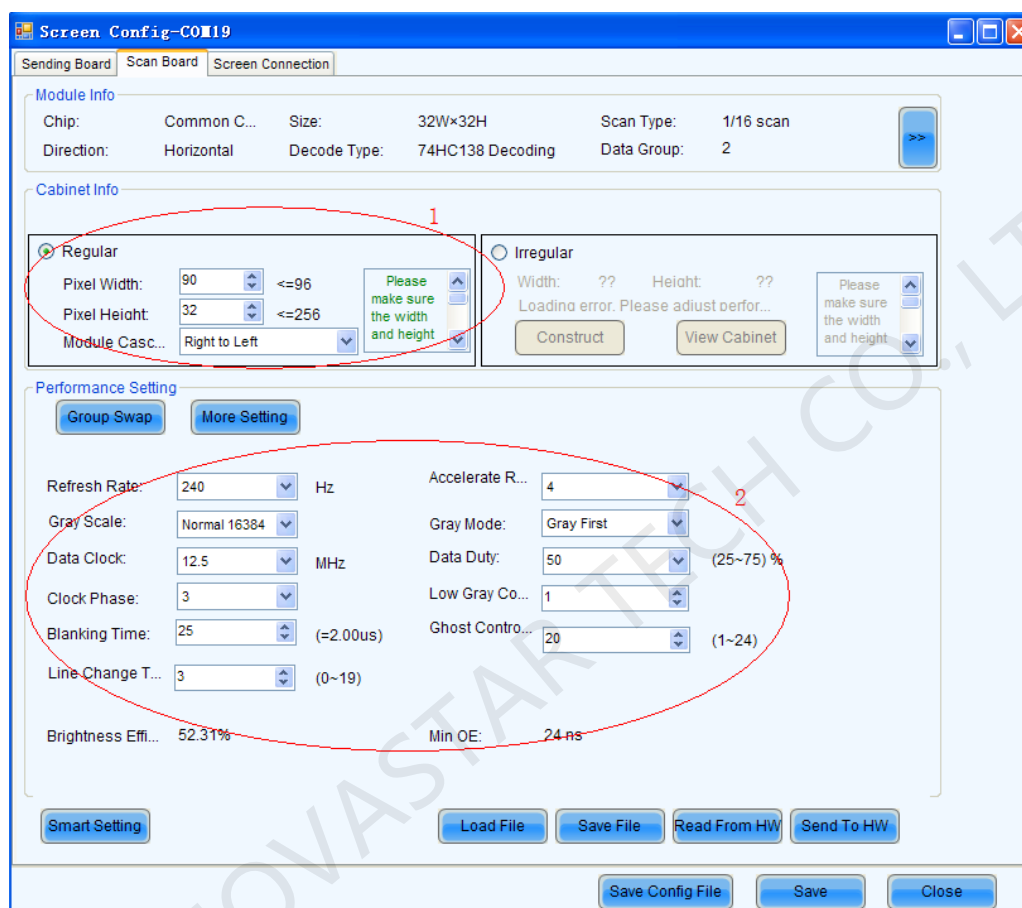 Screen Config-COM19
Sending Board Scan Board Screen Connection
Module Info
Chip: Common C... Size: 32W×32H Scan Type: 1/16 scan
>>
Direction: Horizontal Decode Type: 74HC138 Decoding Data Group: 2
Cabinet Info
1
Regular
Pixel Width: 90 <=96
Pixel Height: 32 <=256
Module Casc... Right to Left
Please
make sure
the width
and height
Irregular
Width: ?? Height: ??
Loading error. Please adjust perfor...
Construct View Cabinet
Please
make sure
the width
and height
Performance Setting
Group Swap More Setting
Refresh Rate: 240 Hz Accelerate R... 4
2
Gray Scale: Normal 16384 Gray Mode: Gray First
Data Clock: 12.5 MHz Data Duty: 50 (25~75) %
Clock Phase: 3 Low Gray Co... 1
Blanking Time: 25 (=2.00us) Ghost Contro... 20 (1~24)
Line Change T... 3 (0~19)
Brightness Effi... 52.31% Min OE: 24 ns
Smart Setting Load File Save File Read From HW Send To HW
Save Config File Save Close
OVASTAR TECH CO., LT